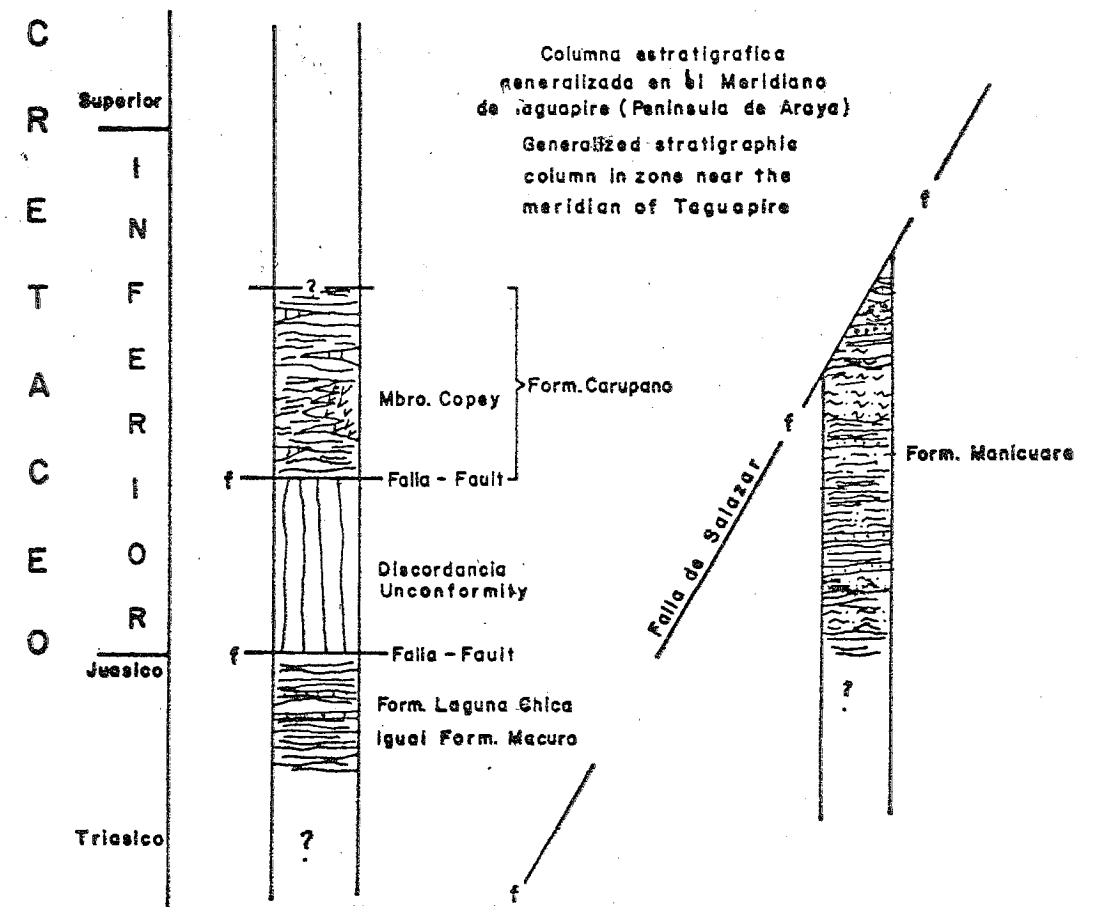 CRETACEO
Superior
INFERIOR
Juasico
Triasico
Columna estratigrafica
generalizada en el Meridiano
de Taguapire (Peninsula de Araya)
Generalized stratigraphic
column in zone near the
meridian of Taguapire
?
Mbro. Copey
Form. Carupano
f
Falla - Fault
Discordancia
Unconformity
f
Falla - Fault
Form. Laguna Chica
igual Form. Macuro
?
f
f
Falla de Salazar
f
Form. Manicuare
?